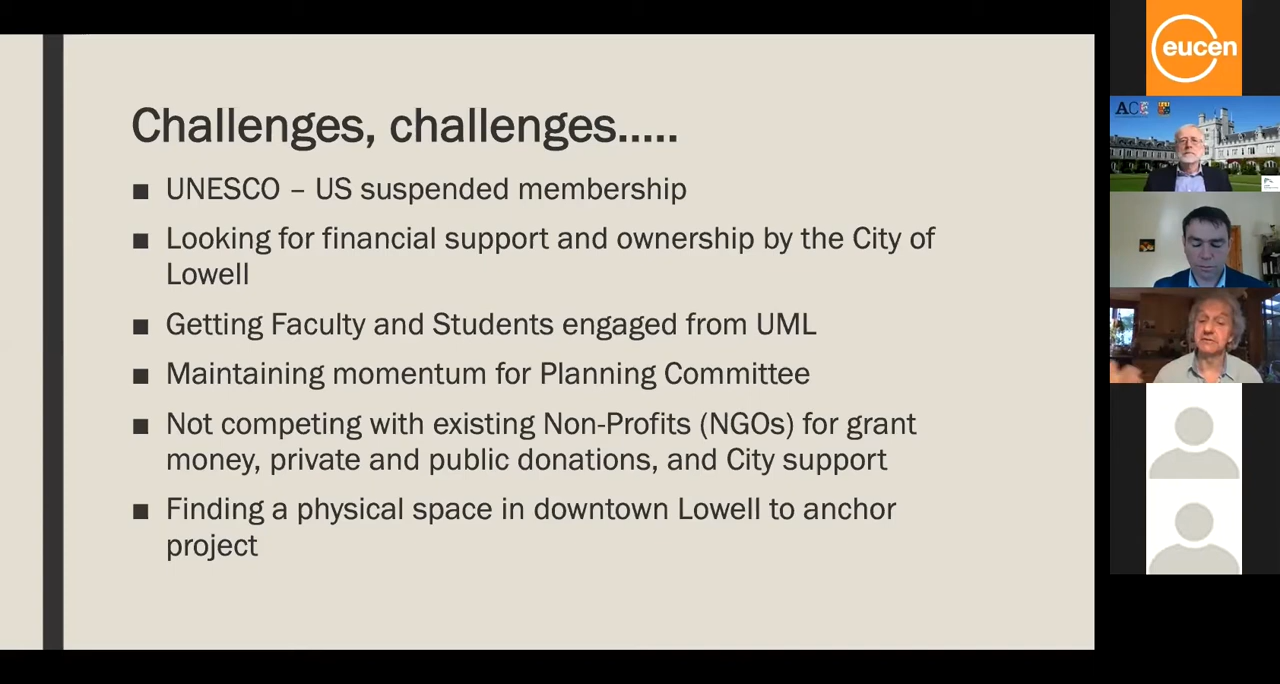 Challenges, challenges.....
■ UNESCO – US suspended membership
■ Looking for financial support and ownership by the City of
Lowell
■ Getting Faculty and Students engaged from UML
■ Maintaining momentum for Planning Committee
■ Not competing with existing Non-Profits (NGOs) for grant
money, private and public donations, and City support
■ Finding a physical space in downtown Lowell to anchor
project
eucen